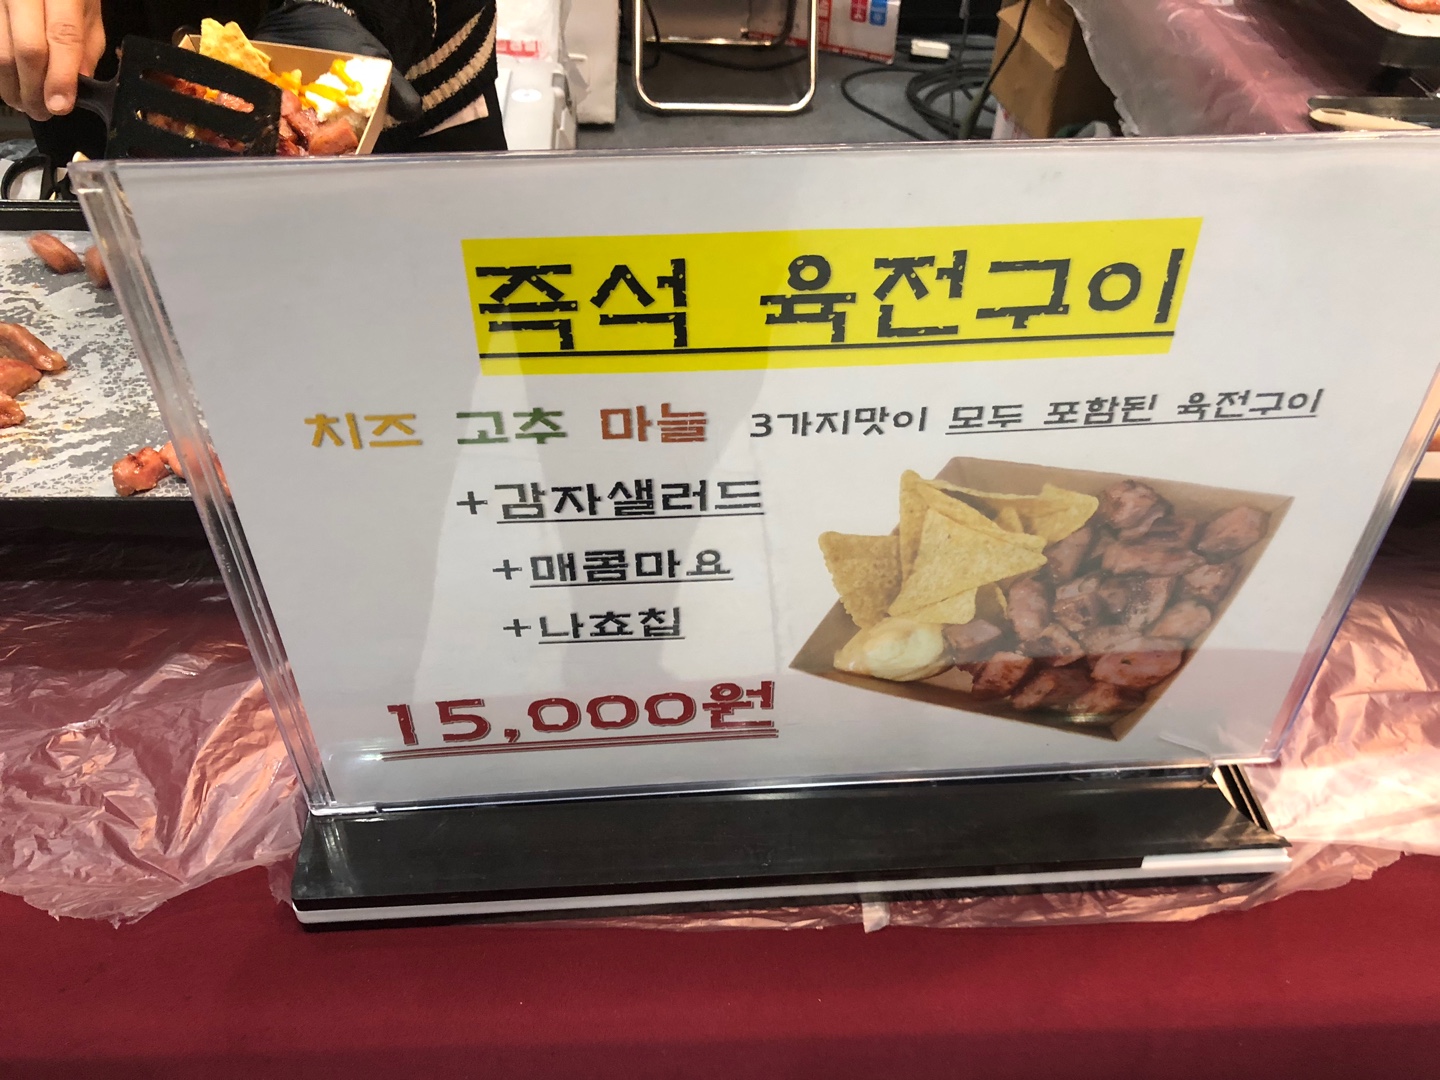 즉석 육전구이
치즈 고추 마늘 3가지맛이 모두 포함된 육전구이
+감자샐러드
+매콤마요
+나쵸칩
15,000원